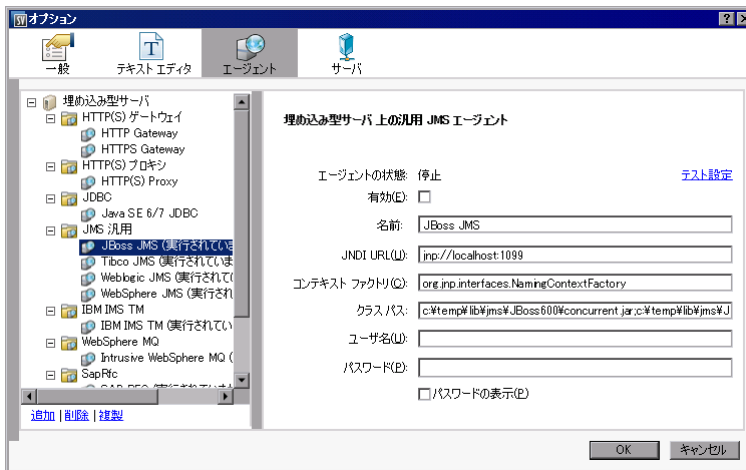 SV オプション
一般
テキスト エディタ
エージェント
サーバ
埋め込み型サーバ
HTTP(S) ゲートウェイ
HTTP Gateway
HTTPS Gateway
HTTP(S) プロキシ
HTTP(S) Proxy
JDBC
Java SE 6/7 JDBC
JMS 汎用
JBoss JMS (実行されていま
Tibco JMS (実行されていま
Weblogic JMS (実行されて(
WebSphere JMS (実行され
IBM IMS TM
IBM IMS TM (実行されてい
WebSphere MQ
Intrusive WebSphere MQ (
SapRfc
追加 | 削除 | 複製
埋め込み型サーバ 上の汎用 JMS エージェント
エージェントの状態: 停止
テスト設定
有効(E):
名前: JBoss JMS
JNDI URL(U): jnp://localhost:1099
コンテキスト ファクトリ(C): org.jnp.interfaces.NamingContextFactory
クラス パス: c:¥temp¥lib¥jms¥JBoss600¥concurrent.jar;c:¥temp¥lib¥jms¥J
ユーザ名(U):
パスワード(P):
パスワードの表示(P)
OK
キャンセル